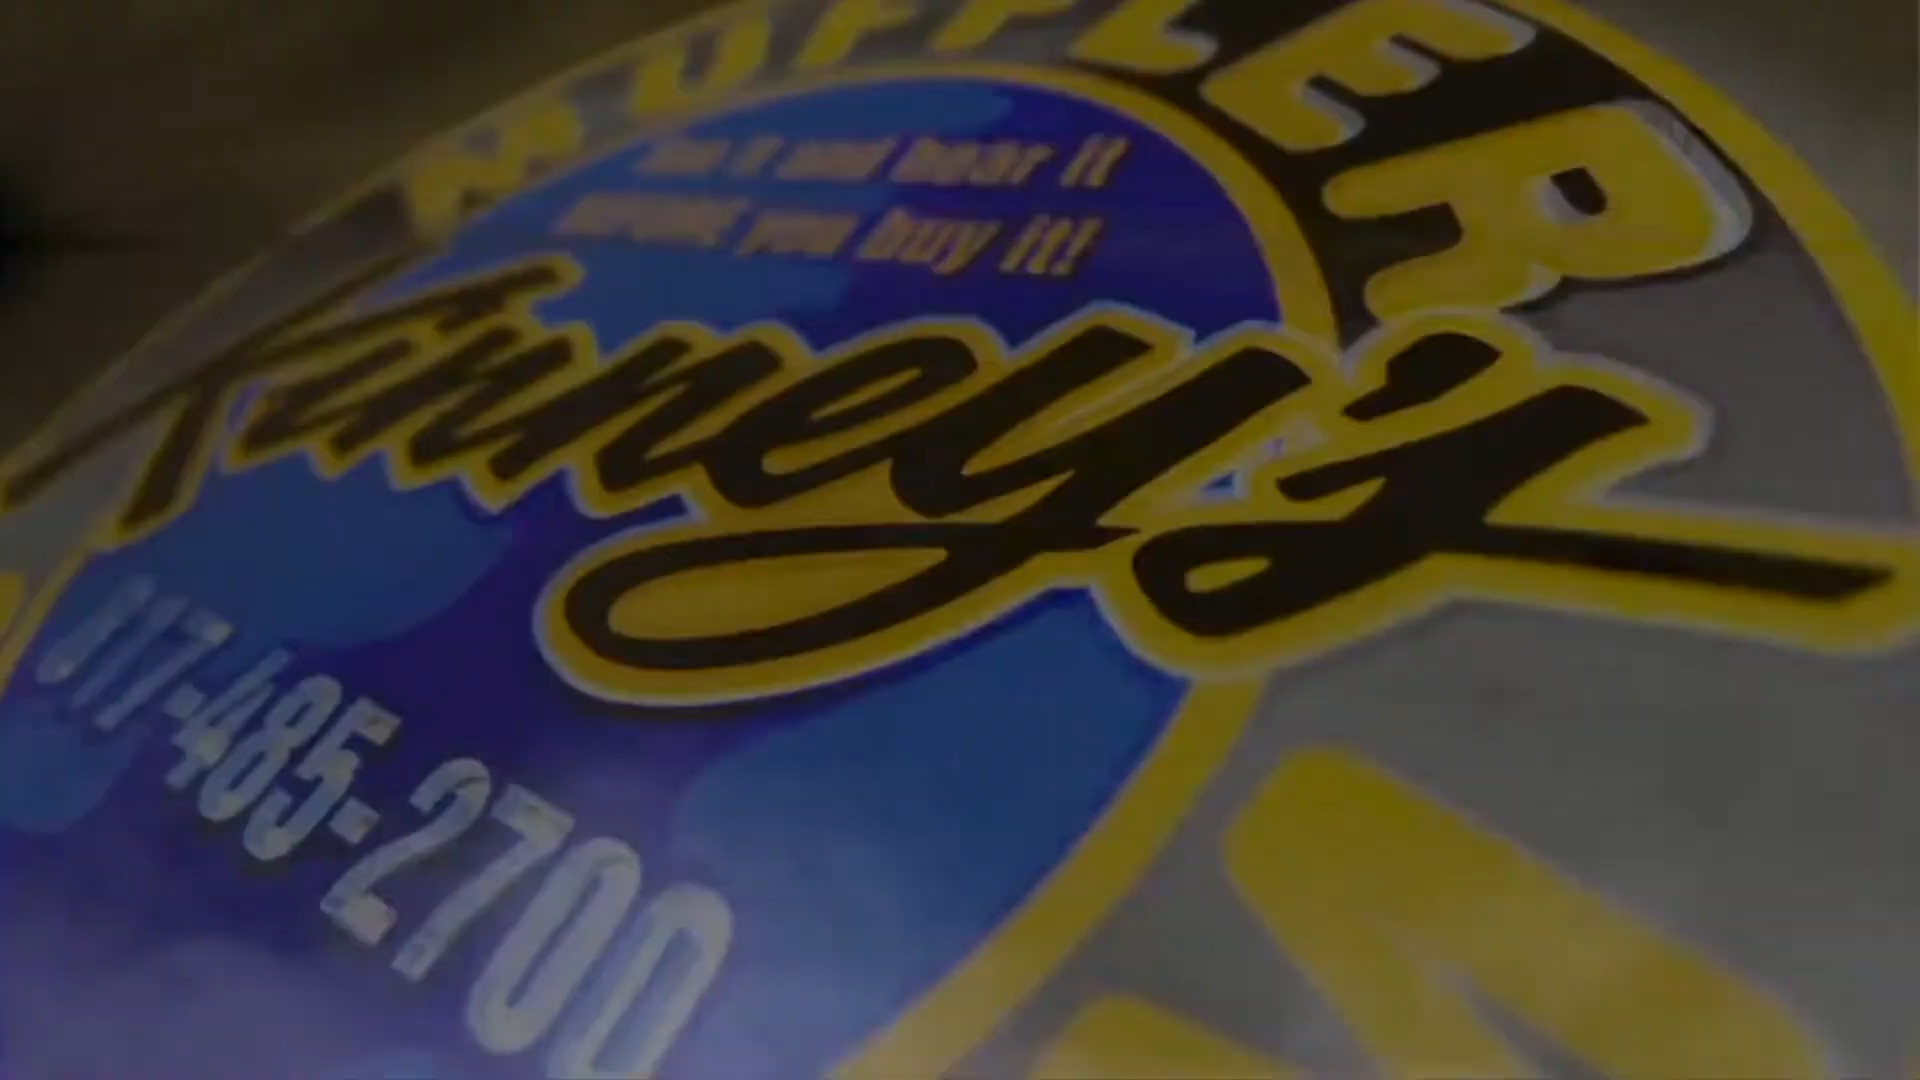 MUFFLER
See it and hear it
before you buy it!
Kinney's
817-485-2700